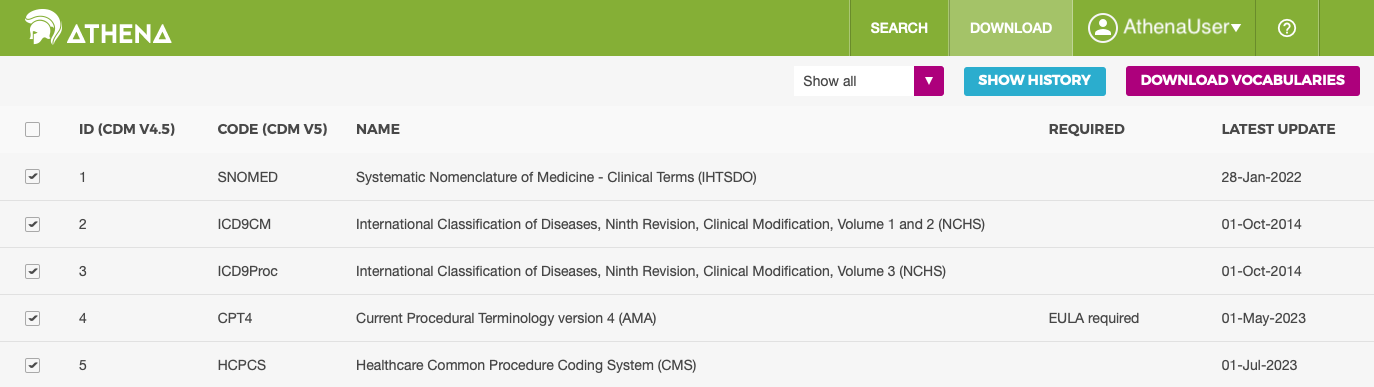 ATHENA SEARCH DOWNLOAD AthenaUser
Show all SHOW HISTORY DOWNLOAD VOCABULARIES
ID (CDM V4.5) CODE (CDM V5) NAME REQUIRED LATEST UPDATE
1 SNOMED Systematic Nomenclature of Medicine - Clinical Terms (IHTSDO) 28-Jan-2022
2 ICD9CM International Classification of Diseases, Ninth Revision, Clinical Modification, Volume 1 and 2 (NCHS) 01-Oct-2014
3 ICD9Proc International Classification of Diseases, Ninth Revision, Clinical Modification, Volume 3 (NCHS) 01-Oct-2014
4 CPT4 Current Procedural Terminology version 4 (AMA) EULA required 01-May-2023
5 HCPCS Healthcare Common Procedure Coding System (CMS) 01-Jul-2023